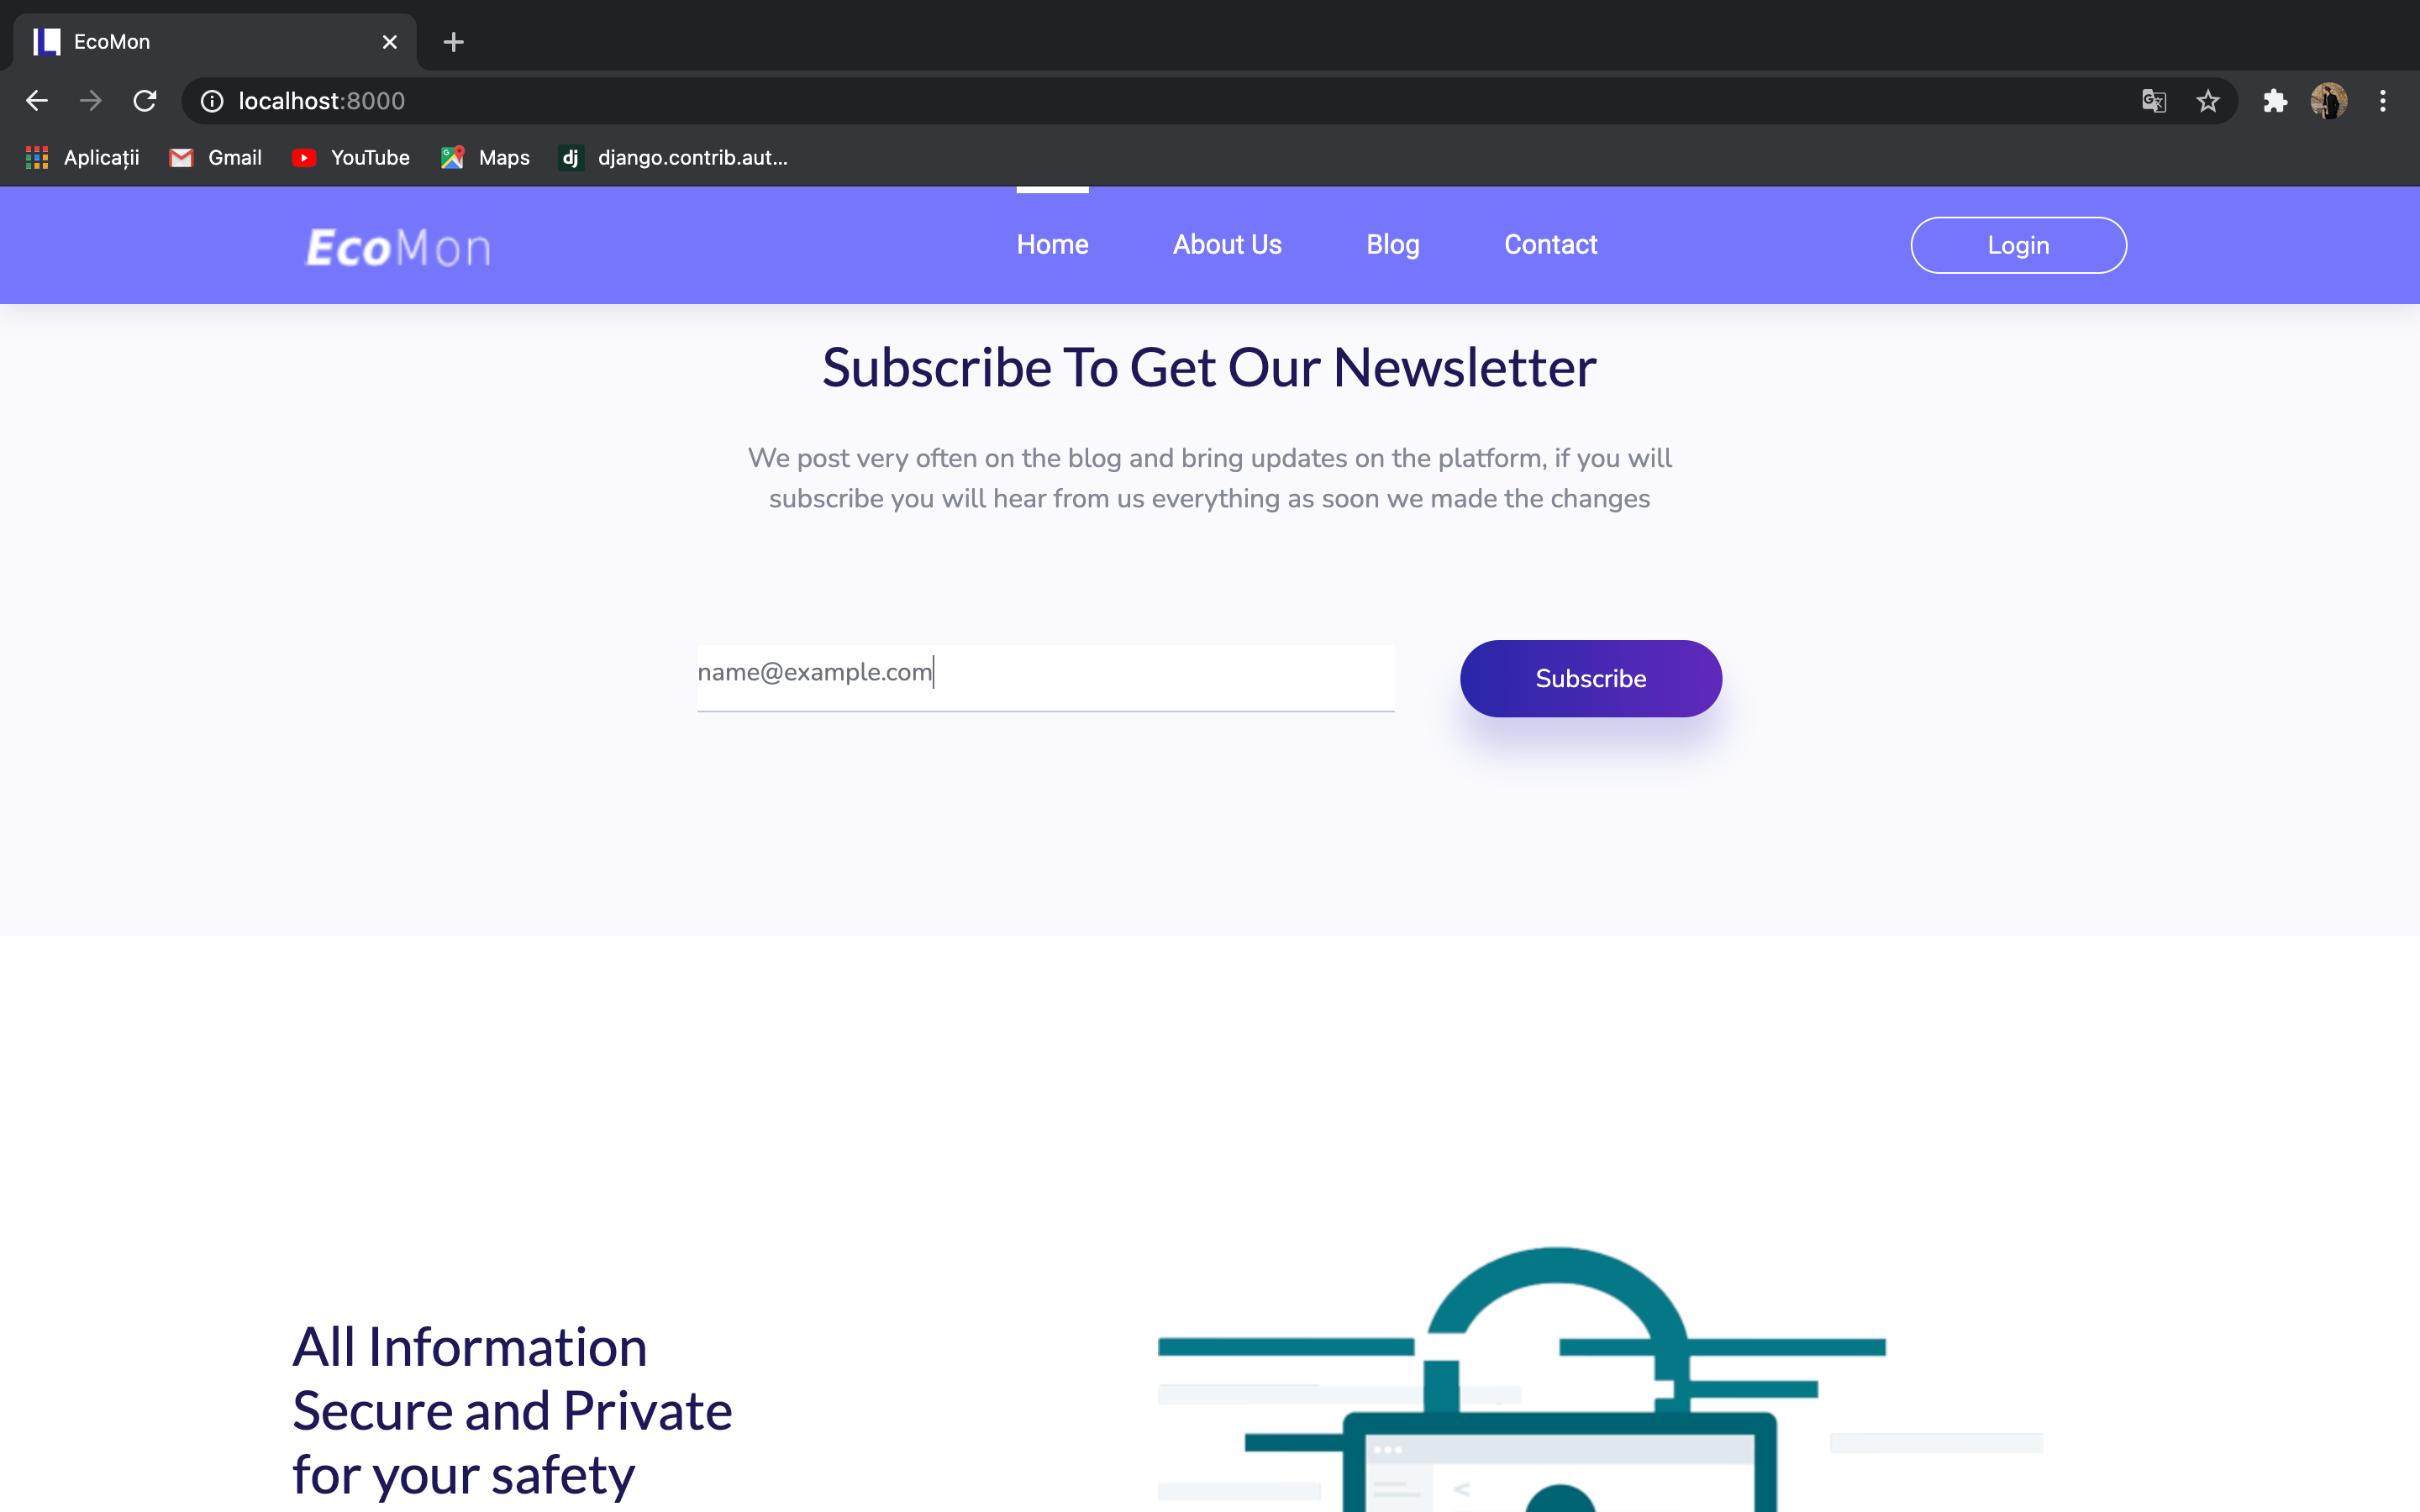 EcoMon
localhost:8000
Aplicații Gmail YouTube Maps dj django.contrib.aut...
EcoMon Home About Us Blog Contact Login
Subscribe To Get Our Newsletter
We post very often on the blog and bring updates on the platform, if you will
subscribe you will hear from us everything as soon we made the changes
name@example.com Subscribe
All Information
Secure and Private
for your safety